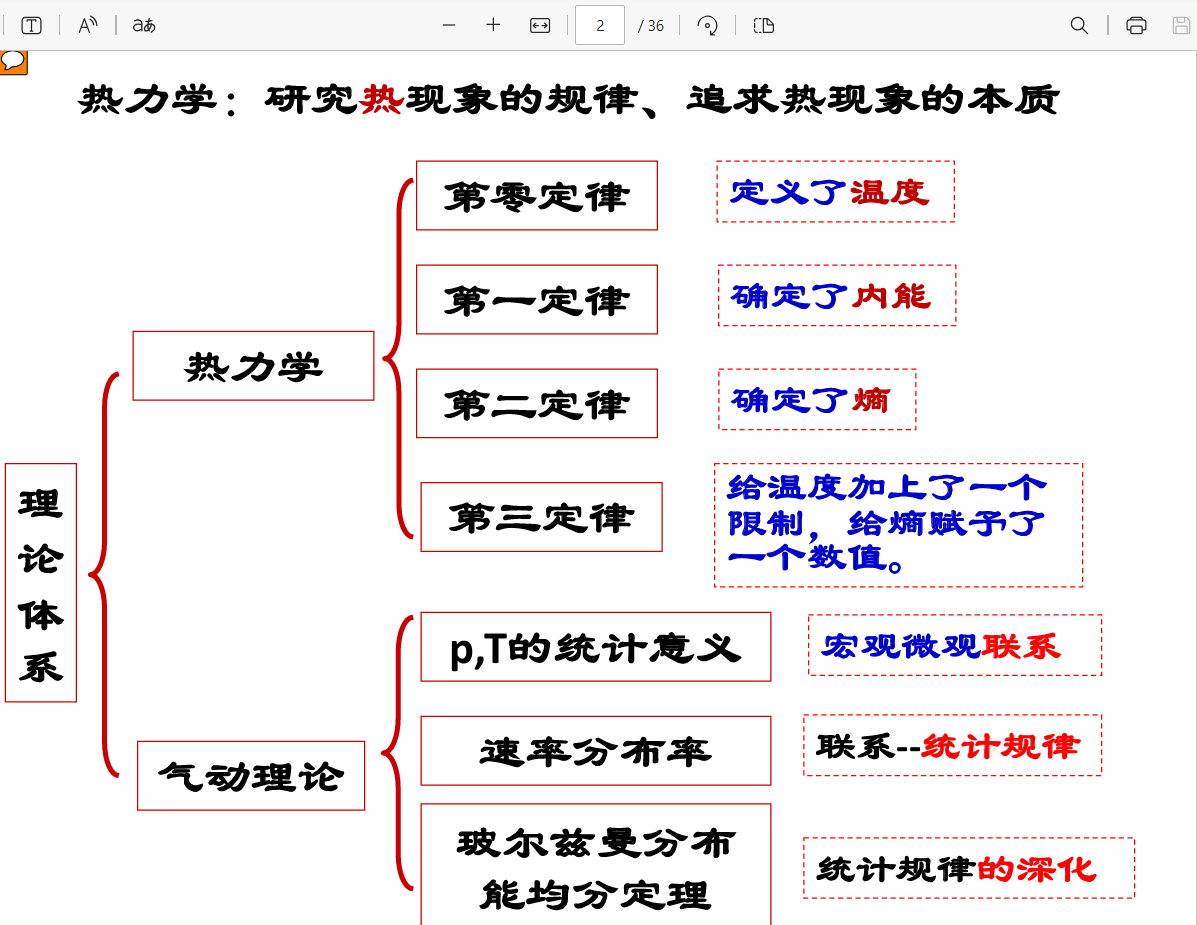 aあ
2 / 36
热力学：研究热现象的规律、追求热现象的本质
第零定律
定义了温度
第一定律
确定了内能
热力学
第二定律
确定了熵
第三定律
给温度加上了一个
限制，给熵赋予了
一个数值。
理
论
体
系
p,T的统计意义
宏观微观联系
速率分布率
联系--统计规律
气动理论
玻尔兹曼分布
能均分定理
统计规律的深化